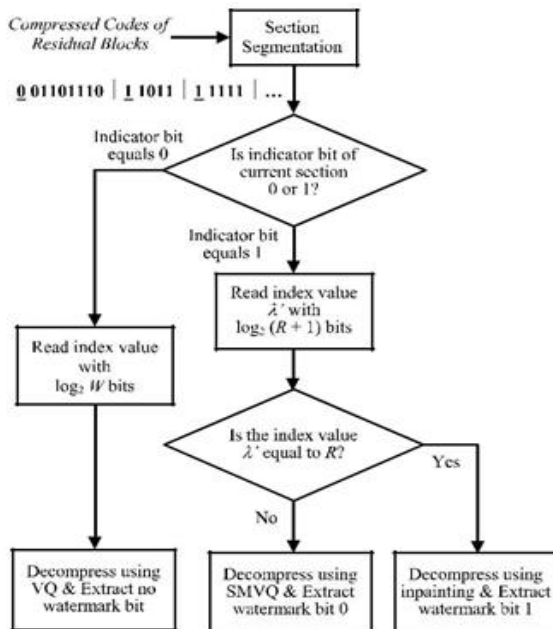 Compressed Codes of
Residual Blocks
Section
Segmentation
0 01101110 | 1 1011 | 1 1111 | ...
Indicator bit
equals 0
Is indicator bit of
current section
0 or 1?
Indicator bit
equals 1
Read index value
λ' with
log₂ (R + 1) bits
Read index value
with
log₂ W bits
Is the index value
λ' equal to R?
Yes
No
Decompress using
VQ & Extract no
watermark bit
Decompress using
SMVQ & Extract
watermark bit 0
Decompress using
inpainting & Extract
watermark bit 1